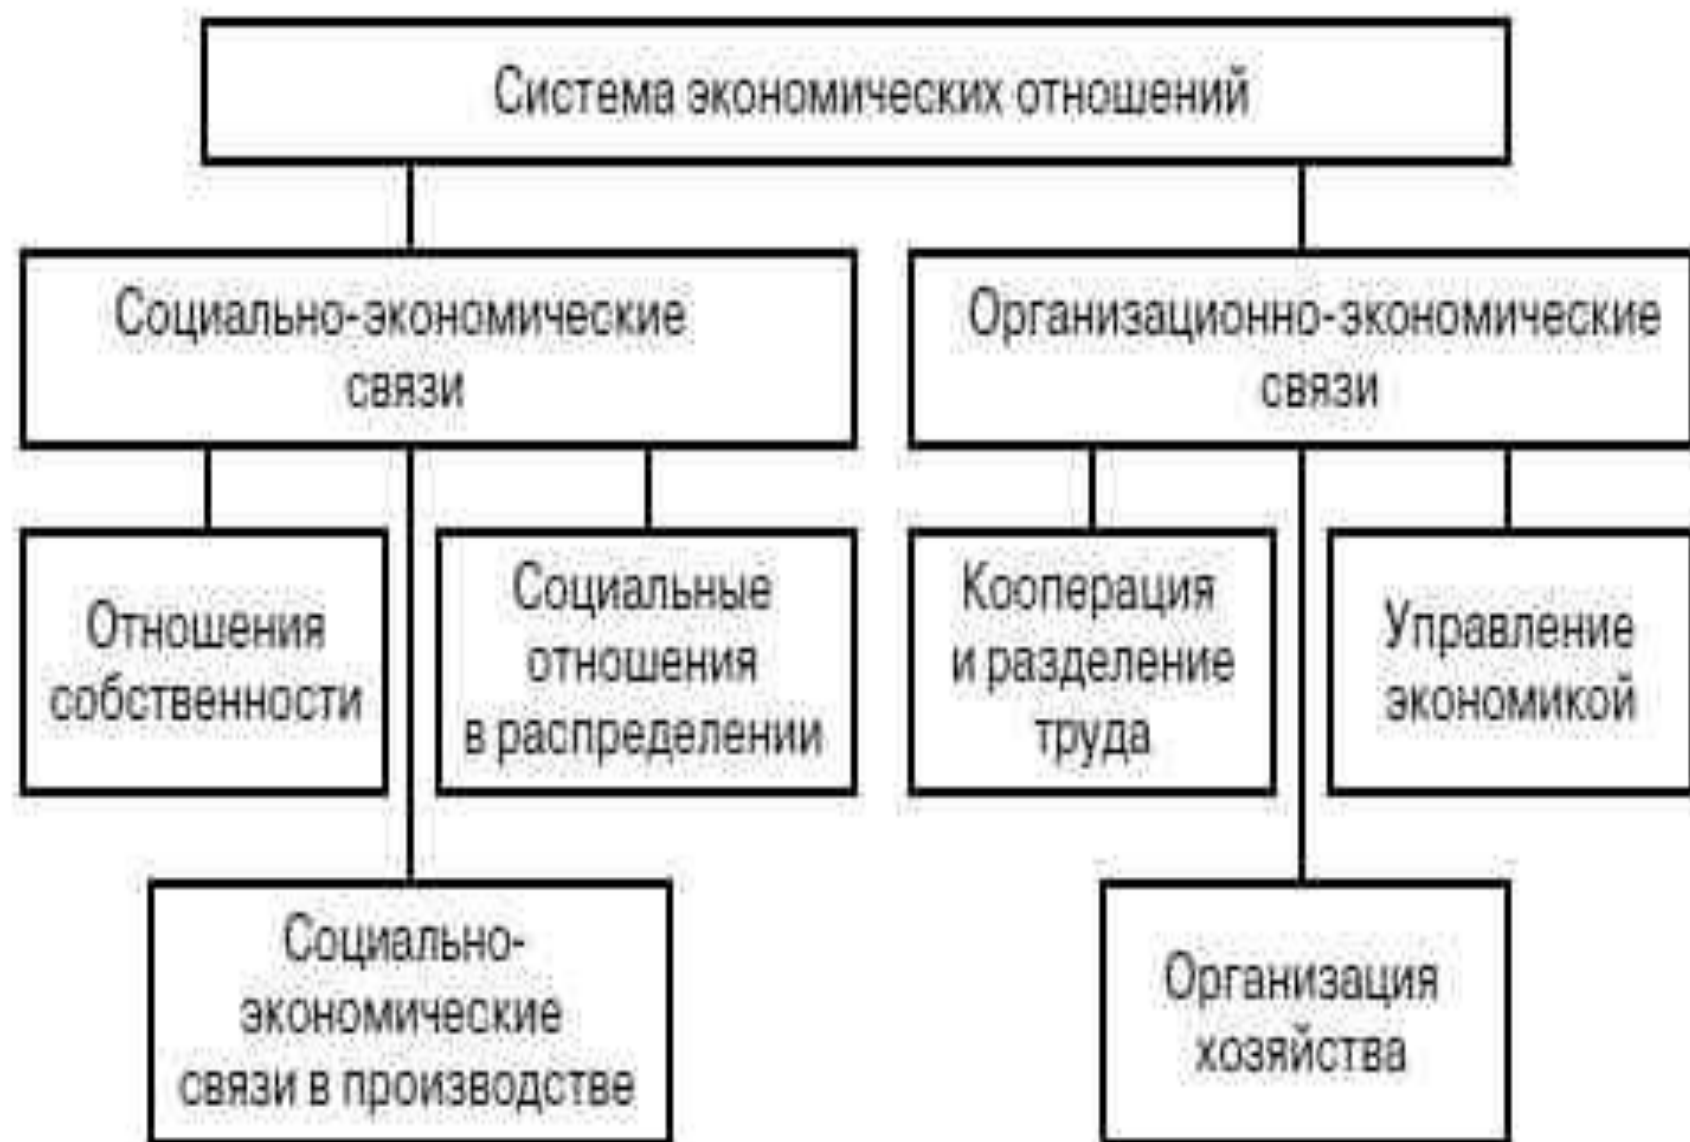 Система экономических отношений
Социально-экономические
связи
Организационно-экономические
связи
Отношения
собственности
Социальные
отношения
в распределении
Кооперация
и разделение
труда
Управление
экономикой
Социально-
экономические
связи в производстве
Организация
хозяйства